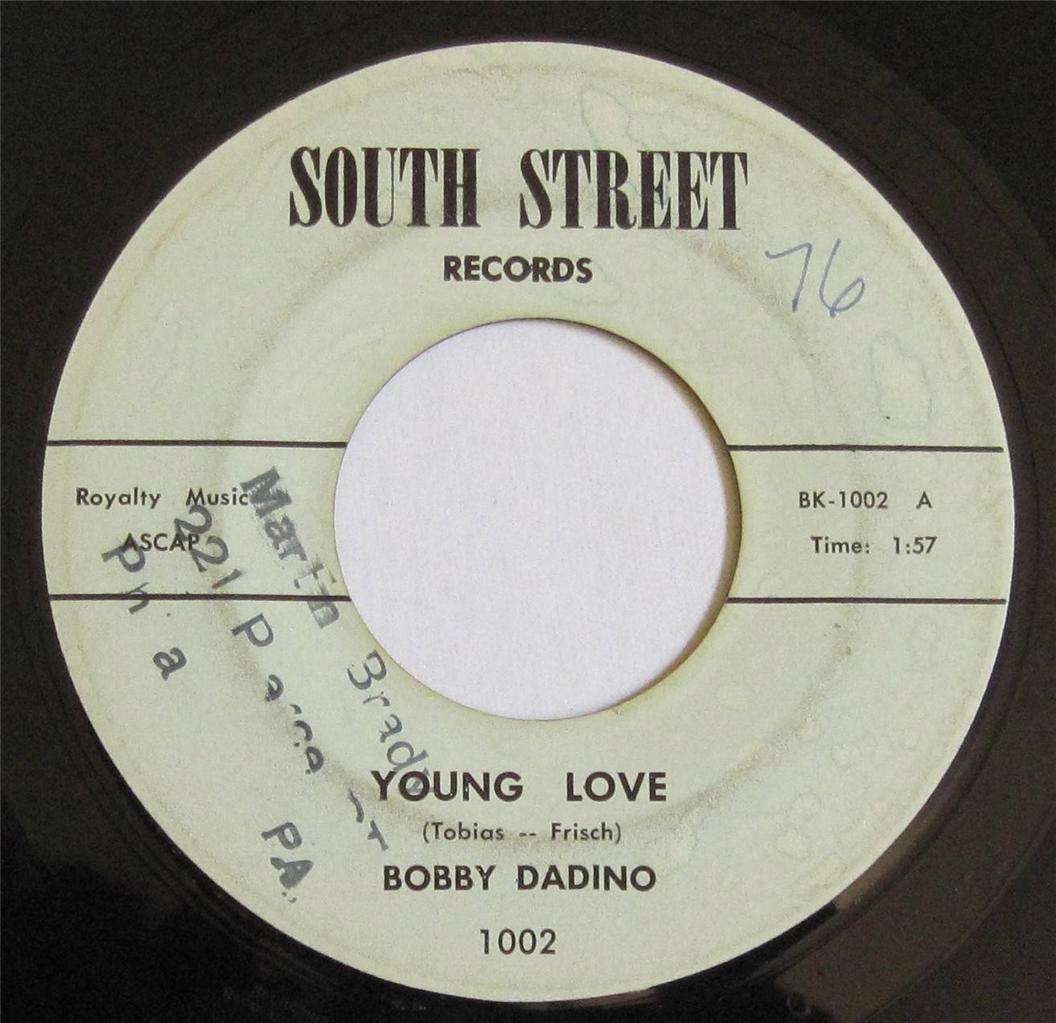 SOUTH STREET
RECORDS
76
Royalty Music
ASCAP
BK-1002 A
Time: 1:57
Martin Brady
221
PA.
YOUNG LOVE
(Tobias -- Frisch)
BOBBY DADINO
1002